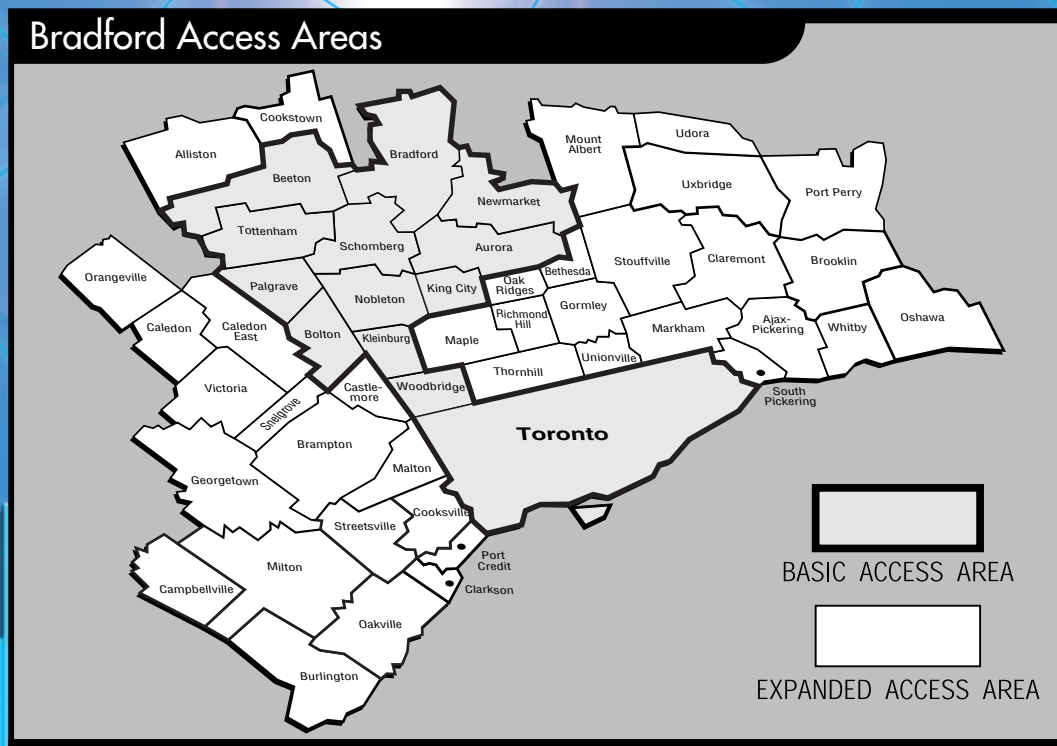 Bradford Access Areas
Cookstown
Alliston
Beeton
Bradford
Mount
Albert
Udora
Uxbridge
Port Perry
Newmarket
Tottenham
Schomberg
Aurora
Stouffville
Claremont
Brooklin
Orangeville
Palgrave
Nobleton
King City
Oak
Ridges
Bethesda
Gormley
Richmond
Hill
Caledon
Caledon
East
Bolton
Kleinburg
Maple
Markham
Ajax-
Pickering
Whitby
Oshawa
Unionville
Thornhill
Victoria
Castle-
more
Woodbridge
South
Pickering
Snelgrove
Toronto
Brampton
Malton
Georgetown
Cooksville
Streetsville
Port
Credit
Milton
Campbellville
Clarkson
Oakville
Burlington
BASIC ACCESS AREA
EXPANDED ACCESS AREA